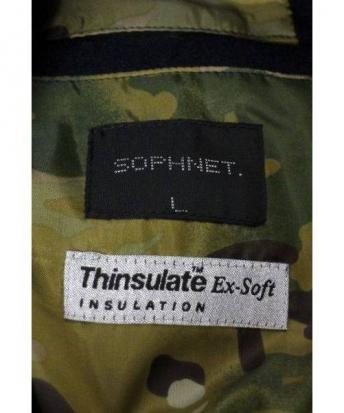 SOPHNET.
L
Thinsulate™ Ex-Soft
INSULATION